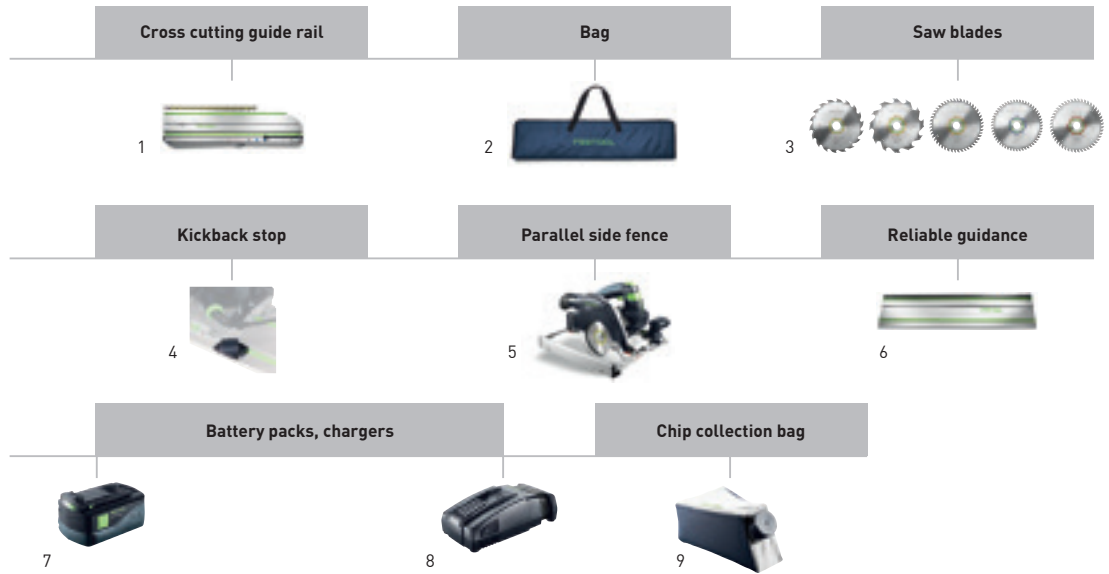 Cross cutting guide rail
Bag
Saw blades
1
2
FESTOOL
3
Kickback stop
Parallel side fence
Reliable guidance
4
5
6
Battery packs, chargers
Chip collection bag
7
8
9